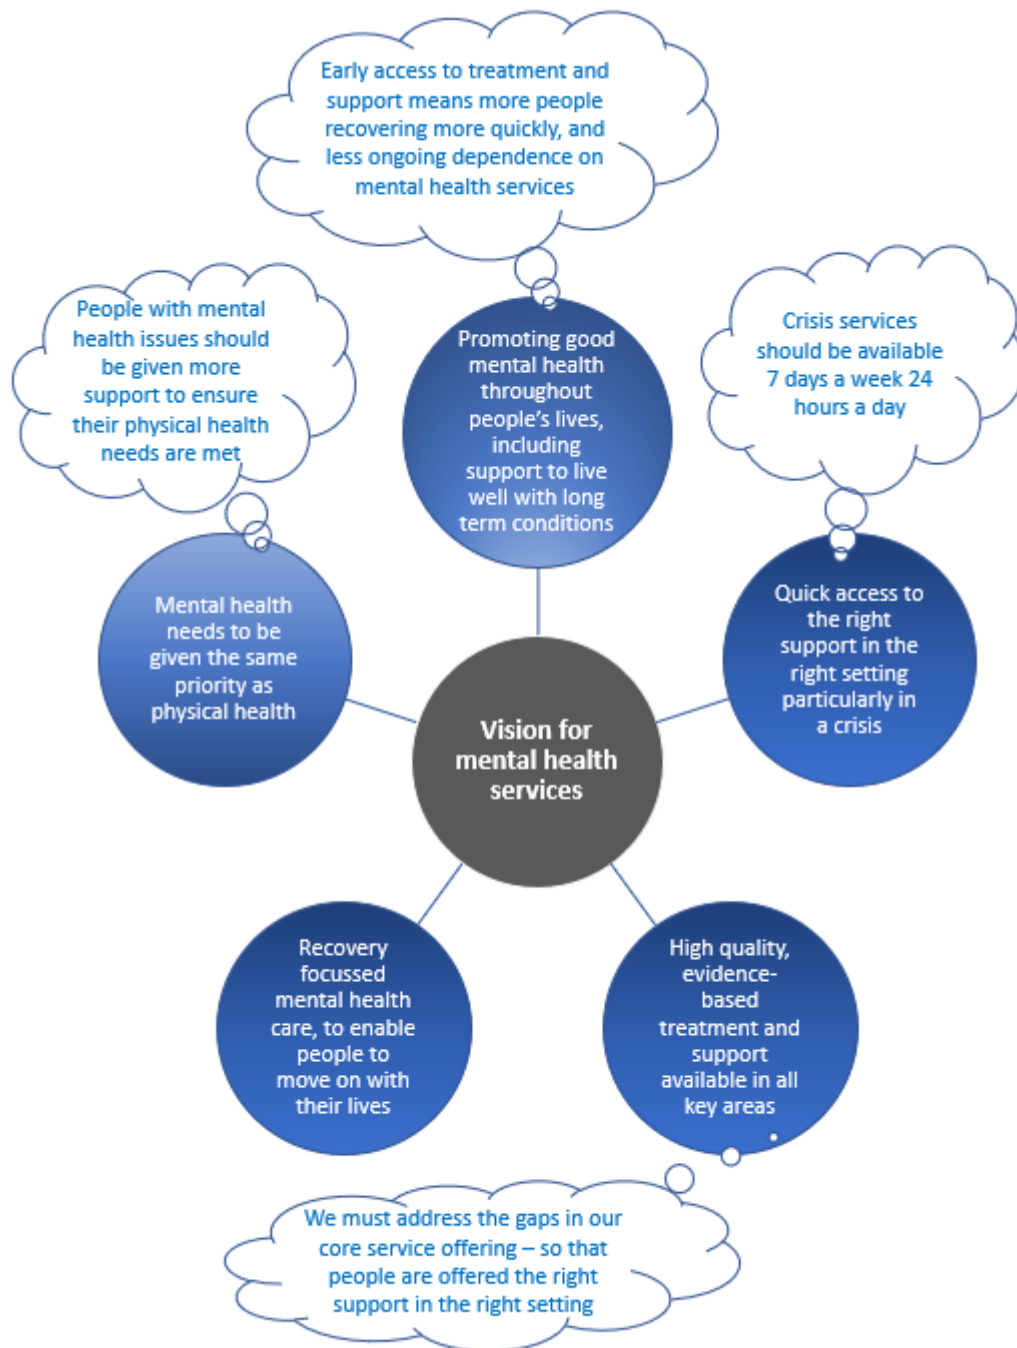 Early access to treatment and
support means more people
recovering more quickly, and
less ongoing dependence on
mental health services
People with mental
health issues should
be given more
support to ensure
their physical health
needs are met
Promoting good
mental health
throughout
people's lives,
including
support to live
well with long
term conditions
Crisis services
should be available
7 days a week 24
hours a day
Mental health
needs to be
given the same
priority as
physical health
Quick access to
the right
support in the
right setting
particularly in
a crisis
Vision for
mental health
services
Recovery
focussed
mental health
care, to enable
people to
move on with
their lives
High quality,
evidence-
based
treatment and
support
available in all
key areas
We must address the gaps in our
core service offering – so that
people are offered the right
support in the right setting